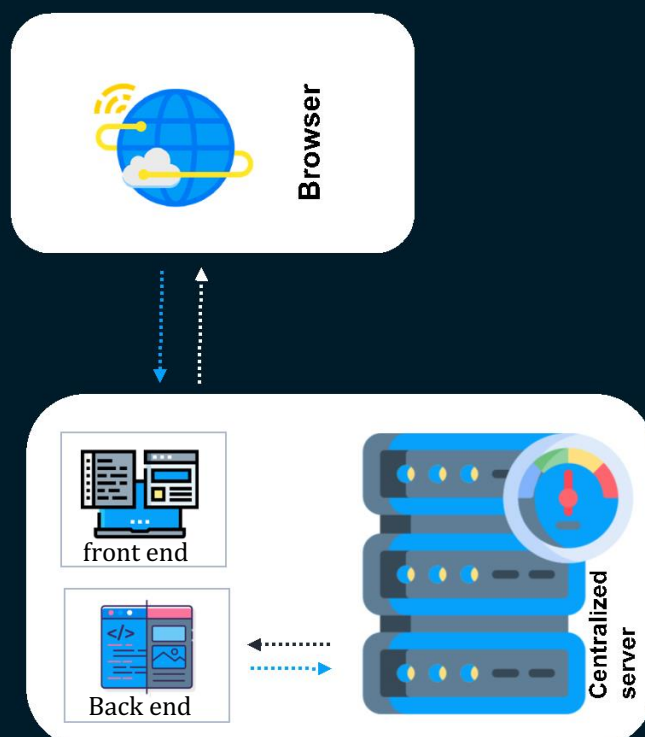 Browser
front end
Back end
</>
Centralized
server